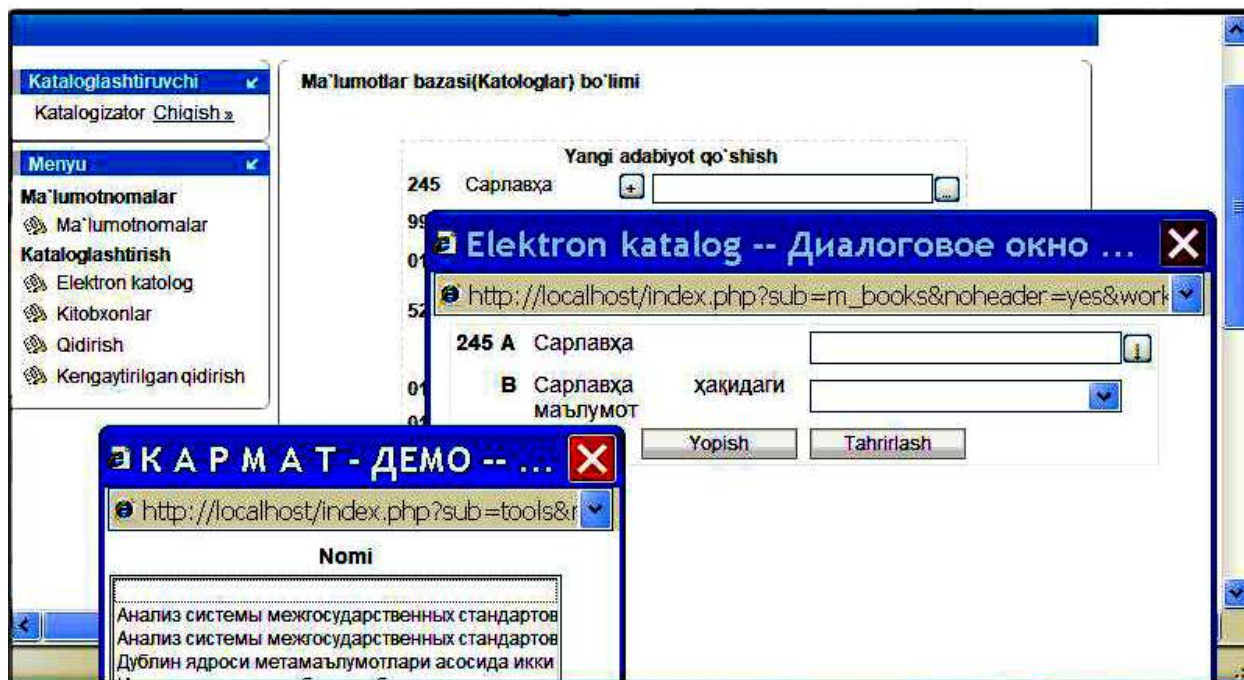 Kataloglashtiruvchi
Katalogizator Chiqish »
Menyu
Ma`lumotnomalar
Ma`lumotnomalar
Kataloglashtirish
Elektron katolog
Kitobxonlar
Qidirish
Kengaytirilgan qidirish
Ma`lumotlar bazasi(Katologlar) bo`limi
Yangi adabiyot qo`shish
245 Сарлавҳа + ...
Elektron katalog -- Диалоговое окно ...
http://localhost/index.php?sub=m_books&noheader=yes&work
245 A Сарлавҳа
B Сарлавҳа ҳақидаги
маълумот
Yopish Tahrirlash
К А Р М А Т - ДЕМО -- ...
http://localhost/index.php?sub=tools&
Nomi
Анализ системы межгосударственных стандартов
Анализ системы межгосударственных стандартов
Дублин ядроси метамаълумотлари асосида икки